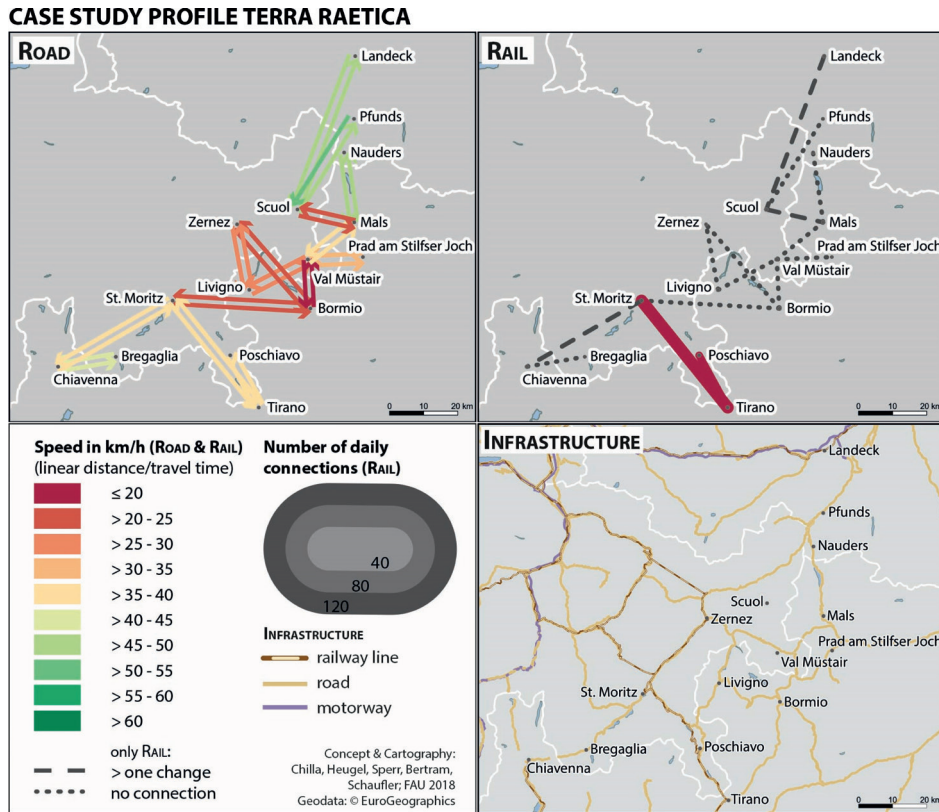 CASE STUDY PROFILE TERRA RAETICA
ROAD
Landeck
Pfunds
Nauders
Scuol
Zernez
Mals
Prad am Stilfser Joch
Val Müstair
Livigno
St. Moritz
Bormio
Bregaglia
Poschiavo
Chiavenna
Tirano
0 10 20 km
RAIL
Landeck
Pfunds
Nauders
Scuol
Zernez
Mals
Prad am Stilfser Joch
Val Müstair
Livigno
St. Moritz
Bormio
Bregaglia
Poschiavo
Chiavenna
Tirano
0 10 20 km
Speed in km/h (ROAD & RAIL)
(linear distance/travel time)
≤ 20
> 20 - 25
> 25 - 30
> 30 - 35
> 35 - 40
> 40 - 45
> 45 - 50
> 50 - 55
> 55 - 60
> 60
only RAIL:
> one change
no connection
Number of daily
connections (RAIL)
40
80
120
INFRASTRUCTURE
railway line
road
motorway
Concept & Cartography:
Chilla, Heugel, Sperr, Bertram,
Schaufler; FAU 2018
Geodata: © EuroGeographics
INFRASTRUCTURE
Landeck
Pfunds
Nauders
Scuol
Zernez
Mals
Prad am Stilfser Joch
Val Müstair
Livigno
St. Moritz
Bormio
Bregaglia
Poschiavo
Chiavenna
Tirano
0 10 20 km